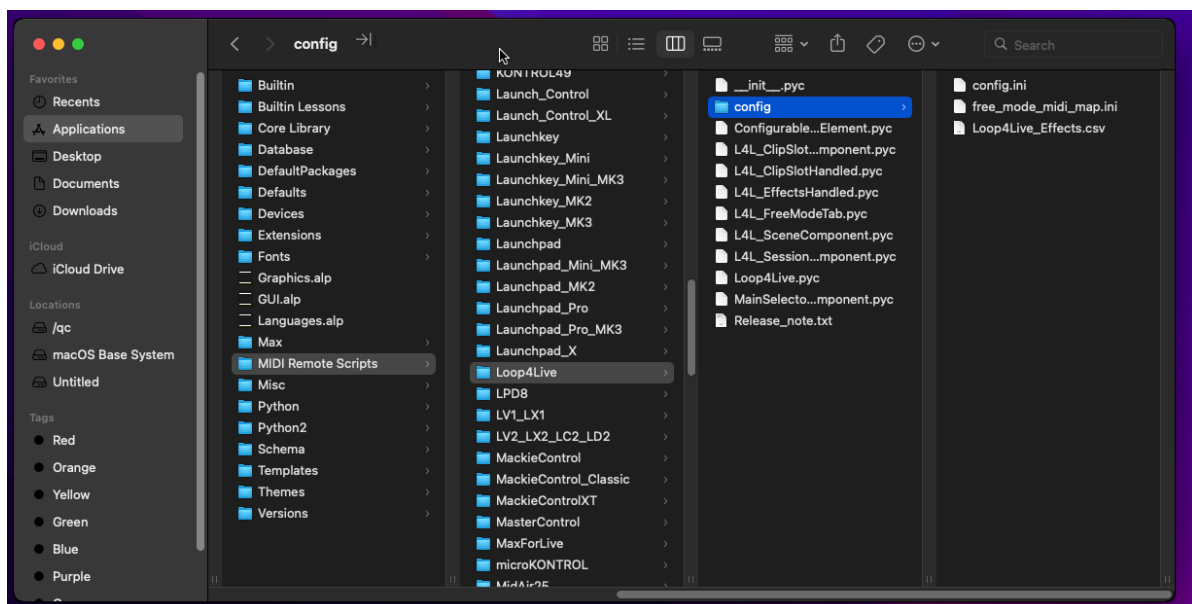 config
Search
Favorites
Recents
Applications
Desktop
Documents
Downloads
iCloud
iCloud Drive
Locations
/qc
macOS Base System
Untitled
Tags
Red
Orange
Yellow
Green
Blue
Purple
Builtin
Builtin Lessons
Core Library
Database
DefaultPackages
Defaults
Devices
Extensions
Fonts
Graphics.alp
GUI.alp
Languages.alp
Max
MIDI Remote Scripts
Misc
Python
Python2
Schema
Templates
Themes
Versions
KONTROL49
Launch_Control
Launch_Control_XL
Launchkey
Launchkey_Mini
Launchkey_Mini_MK3
Launchkey_MK2
Launchkey_MK3
Launchpad
Launchpad_Mini_MK3
Launchpad_MK2
Launchpad_Pro
Launchpad_Pro_MK3
Launchpad_X
Loop4Live
LPD8
LV1_LX1
LV2_LX2_LC2_LD2
MackieControl
MackieControl_Classic
MackieControlXT
MasterControl
MaxForLive
microKONTROL
MidAir25
__init__.pyc
config
Configurable...Element.pyc
L4L_ClipSlot...mponent.pyc
L4L_ClipSlotHandled.pyc
L4L_EffectsHandled.pyc
L4L_FreeModeTab.pyc
L4L_SceneComponent.pyc
L4L_Session...mponent.pyc
Loop4Live.pyc
MainSelecto...mponent.pyc
Release_note.txt
config.ini
free_mode_midi_map.ini
Loop4Live_Effects.csv